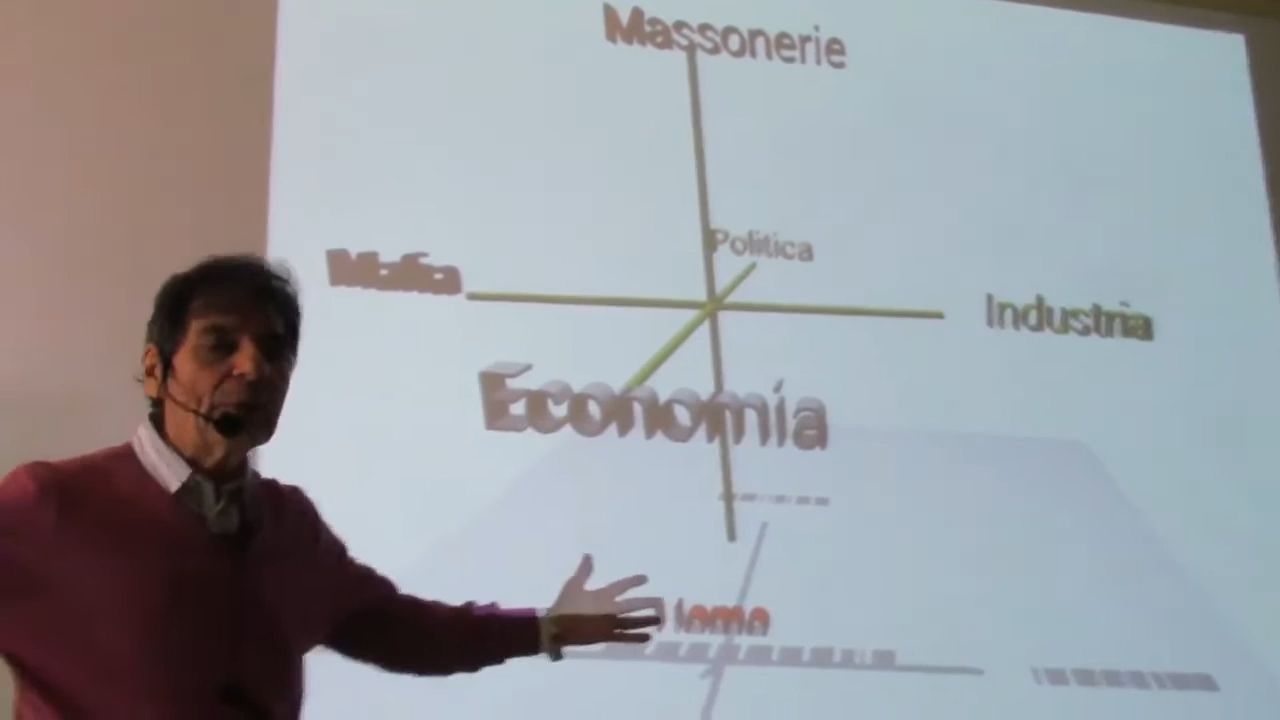 Massonerie
Politica
Mafia
Industria
Economia